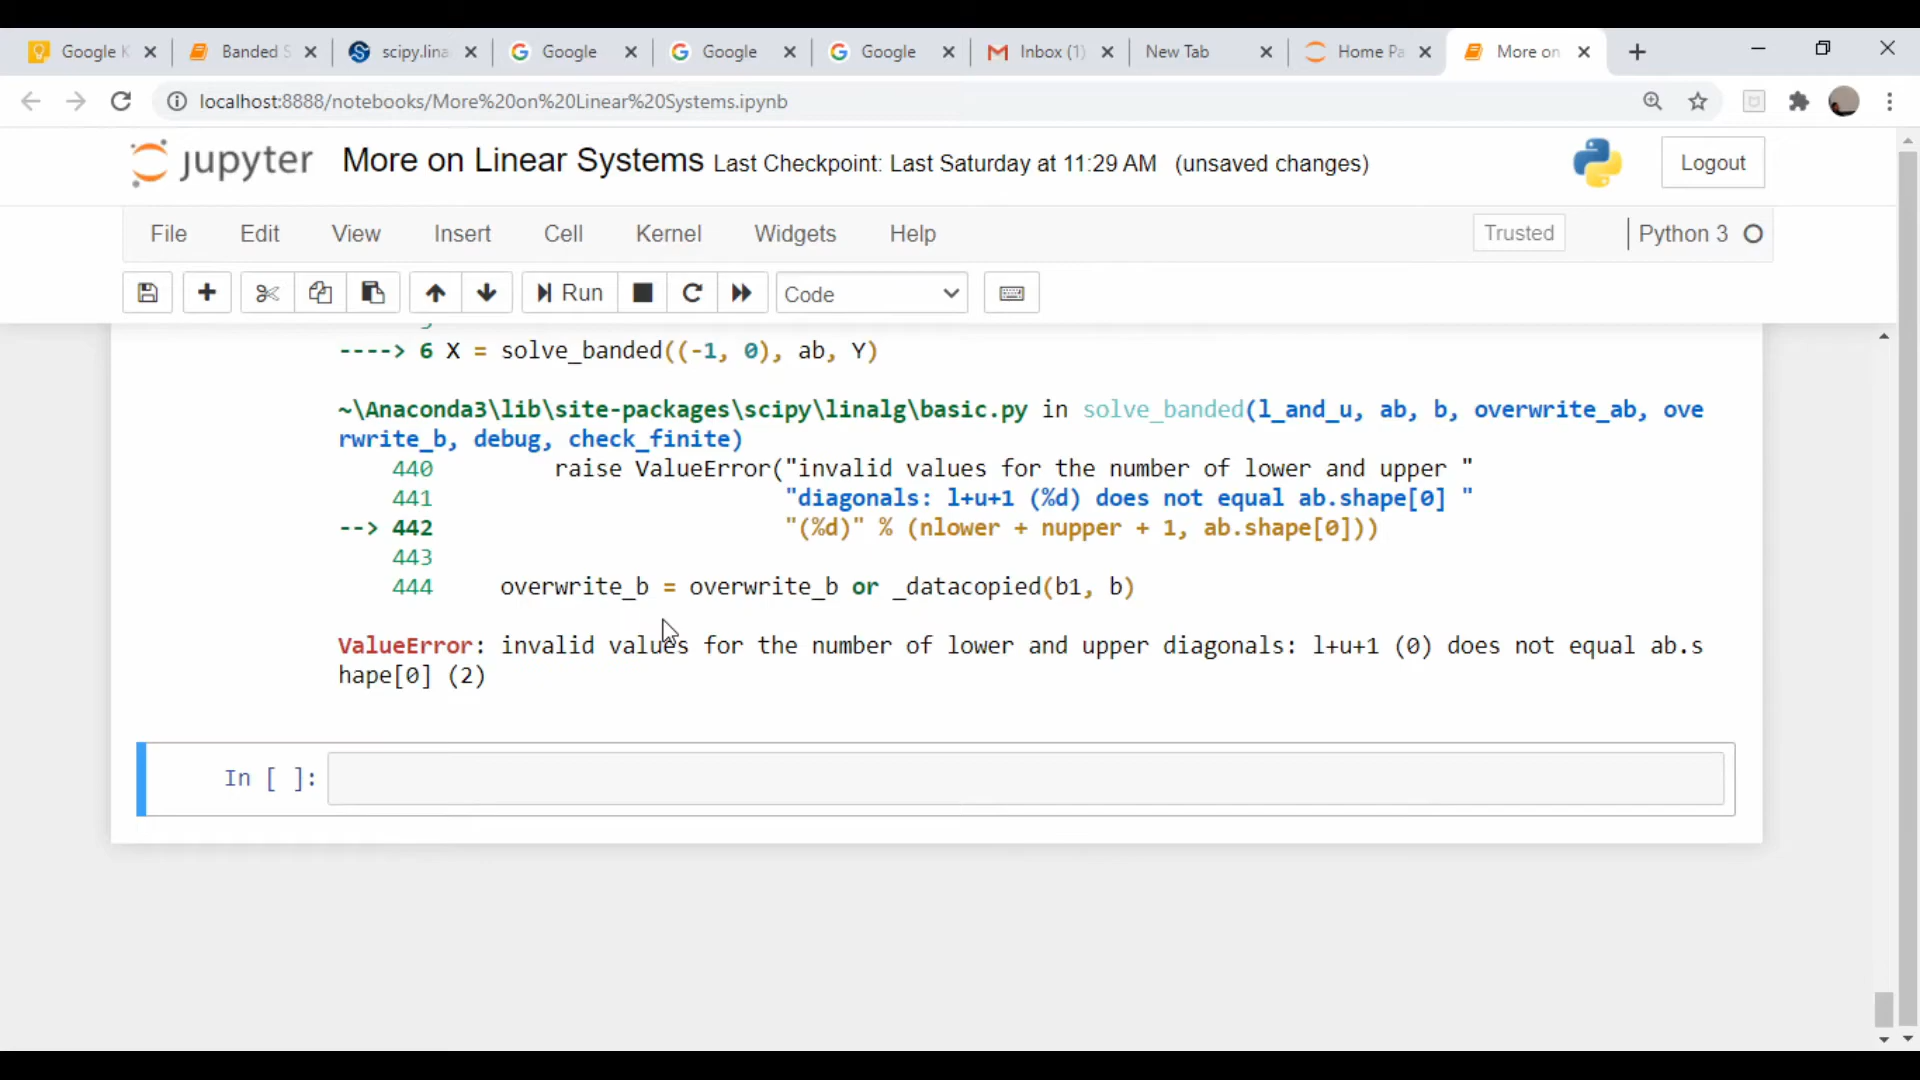 Google K
Banded S
scipy.lina
Google
Google
Google
Inbox (1)
New Tab
Home Pa
More on
localhost:8888/notebooks/More%20on%20Linear%20Systems.ipynb
jupyter More on Linear Systems Last Checkpoint: Last Saturday at 11:29 AM (unsaved changes)
Logout
File Edit View Insert Cell Kernel Widgets Help
Trusted
Python 3
Run
Code
----> 6 X = solve_banded((-1, 0), ab, Y)
~\Anaconda3\lib\site-packages\scipy\linalg\basic.py in solve_banded(l_and_u, ab, b, overwrite_ab, ove
rwrite_b, debug, check_finite)
440 raise ValueError("invalid values for the number of lower and upper "
441 "diagonals: l+u+1 (%d) does not equal ab.shape[0] "
--> 442 "(%d)" % (nlower + nupper + 1, ab.shape[0]))
443
444 overwrite_b = overwrite_b or _datacopied(b1, b)
ValueError: invalid values for the number of lower and upper diagonals: l+u+1 (0) does not equal ab.s
hape[0] (2)
In [ ]: